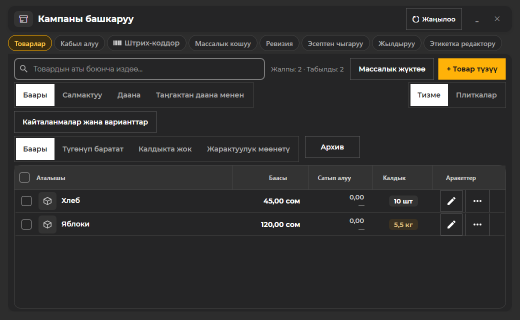 Кампаны башкаруу
Жаңылоо
Товарлар Кабыл алуу Штрих-коддор Массалык кошуу Ревизия Эсептен чыгаруу Жылдыруу Этикетка редактору
Товардын аты боюнча издөө...
Жалпы: 2 · Табылды: 2
Массалык жүктөө
+ Товар түзүү
Баары Салмактуу Даана Таңгактан даана менен
Тизме Плиткалар
Кайталанмалар жана варианттар
Баары Түгөнүп баратат Калдыкта жок Жарактуулук мөөнөтү
Архив
Аталышы Баасы Сатып алуу Калдык Аракеттер
Хлеб 45,00 сом 0,00 — 10 шт
Яблоки 120,00 сом 0,00 — 5,5 кг